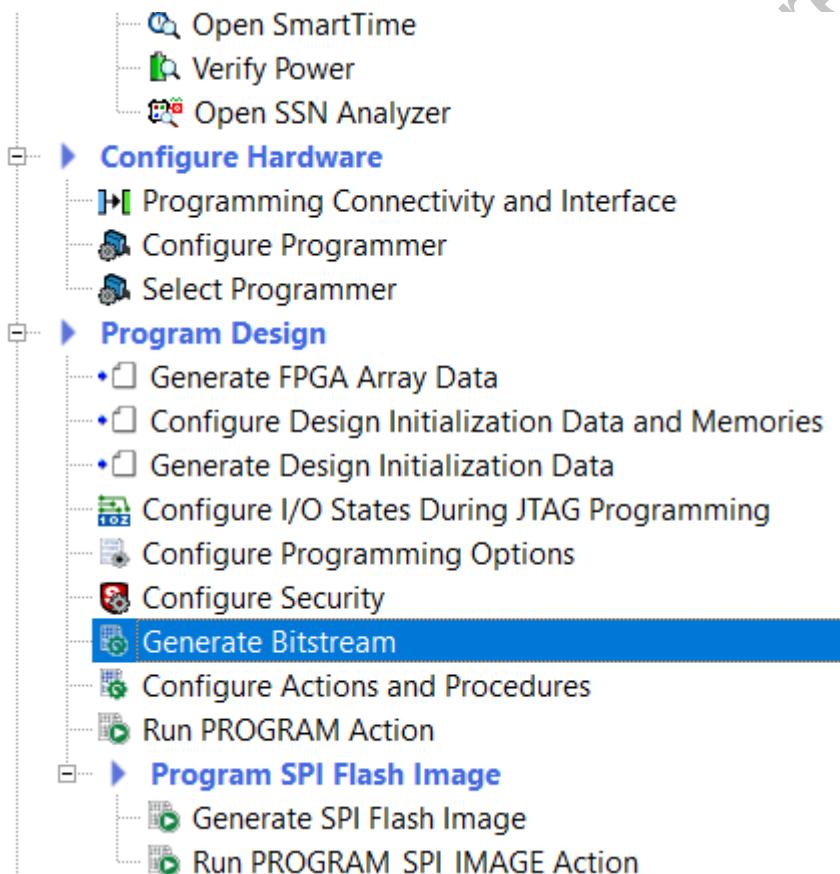 Open SmartTime
Verify Power
Open SSN Analyzer
Configure Hardware
Programming Connectivity and Interface
Configure Programmer
Select Programmer
Program Design
Generate FPGA Array Data
Configure Design Initialization Data and Memories
Generate Design Initialization Data
Configure I/O States During JTAG Programming
Configure Programming Options
Configure Security
Generate Bitstream
Configure Actions and Procedures
Run PROGRAM Action
Program SPI Flash Image
Generate SPI Flash Image
Run PROGRAM_SPI_IMAGE Action